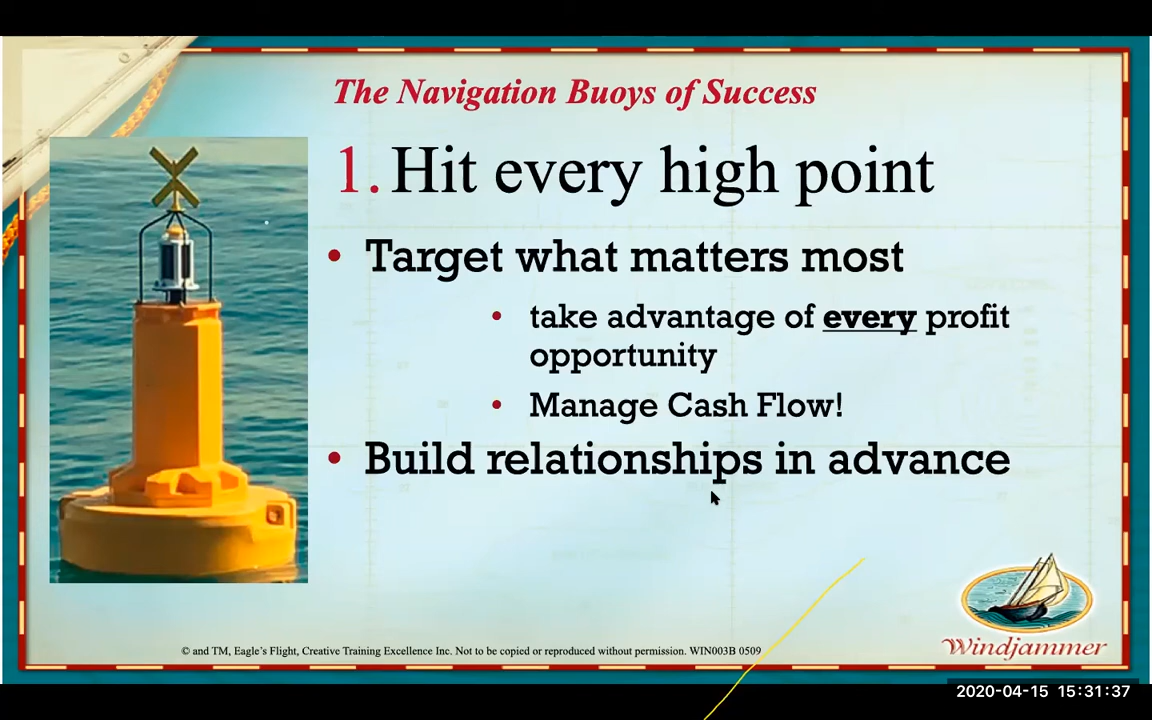 The Navigation Buoys of Success
1. Hit every high point
• Target what matters most
• take advantage of every profit
opportunity
• Manage Cash Flow!
• Build relationships in advance
Windjammer
© and TM, Eagle's Flight, Creative Training Excellence Inc. Not to be copied or reproduced without permission. WIN003B 0509
2020-04-15 15:31:37